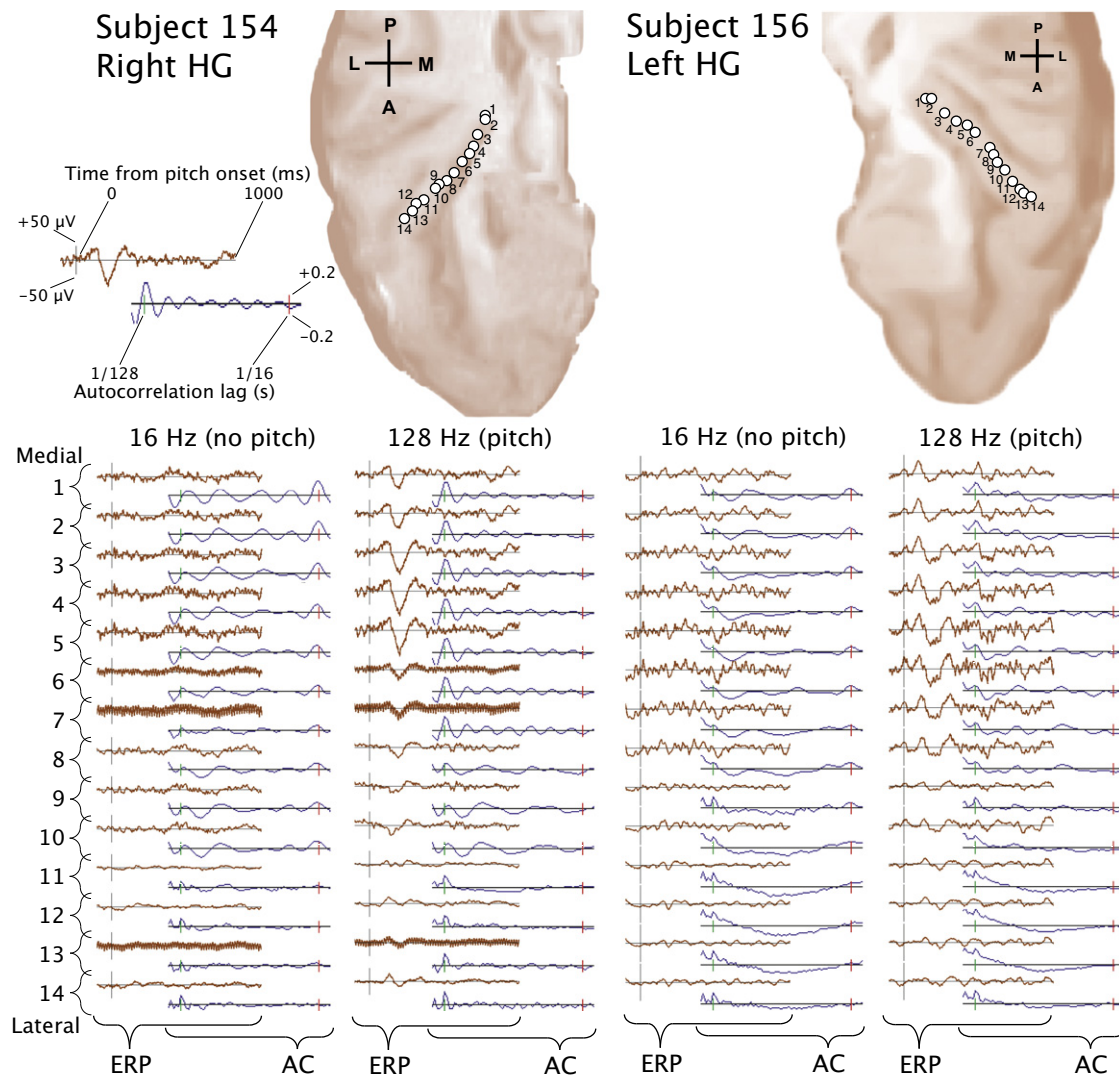 Subject 154
Right HG
P
L M
A
1
2
3
4
5
6
7
8
9
10
11
12
13
14
Subject 156
Left HG
P
M L
A
1 2
3
4
5
6
7
8
9
10
11
12
13 14
Time from pitch onset (ms)
0 1000
+50 µV
−50 µV
+0.2
−0.2
1/128 1/16
Autocorrelation lag (s)
16 Hz (no pitch) 128 Hz (pitch) 16 Hz (no pitch) 128 Hz (pitch)
Medial
1
2
3
4
5
6
7
8
9
10
11
12
13
14
Lateral
ERP AC ERP AC ERP AC ERP AC